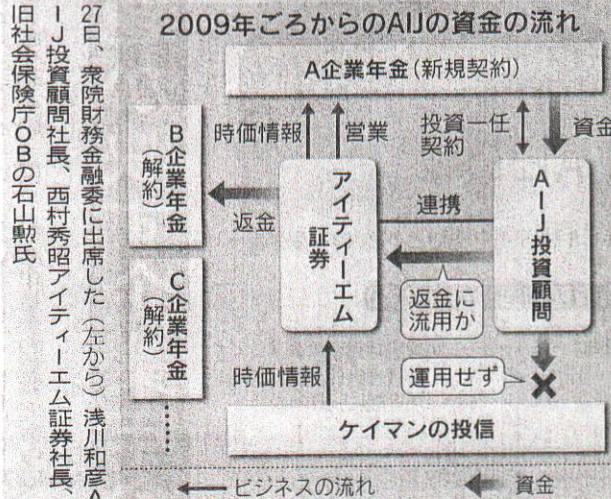 27日、衆院財務金融委に出席した(左から)浅川和彦A
IJ投資顧問社長、西村秀昭アイティーエム証券社長、
旧社会保険庁OBの石山勲氏
2009年ごろからのAIJの資金の流れ
A企業年金(新規契約)
時価情報
営業
投資一任
契約
資金
B企業年金
(解約)
返金
アイティーエム
証券
連携
AIJ投資顧問
返金に
流用か
C企業年金
(解約)
時価情報
運用せず
ケイマンの投信
ビジネスの流れ
資金